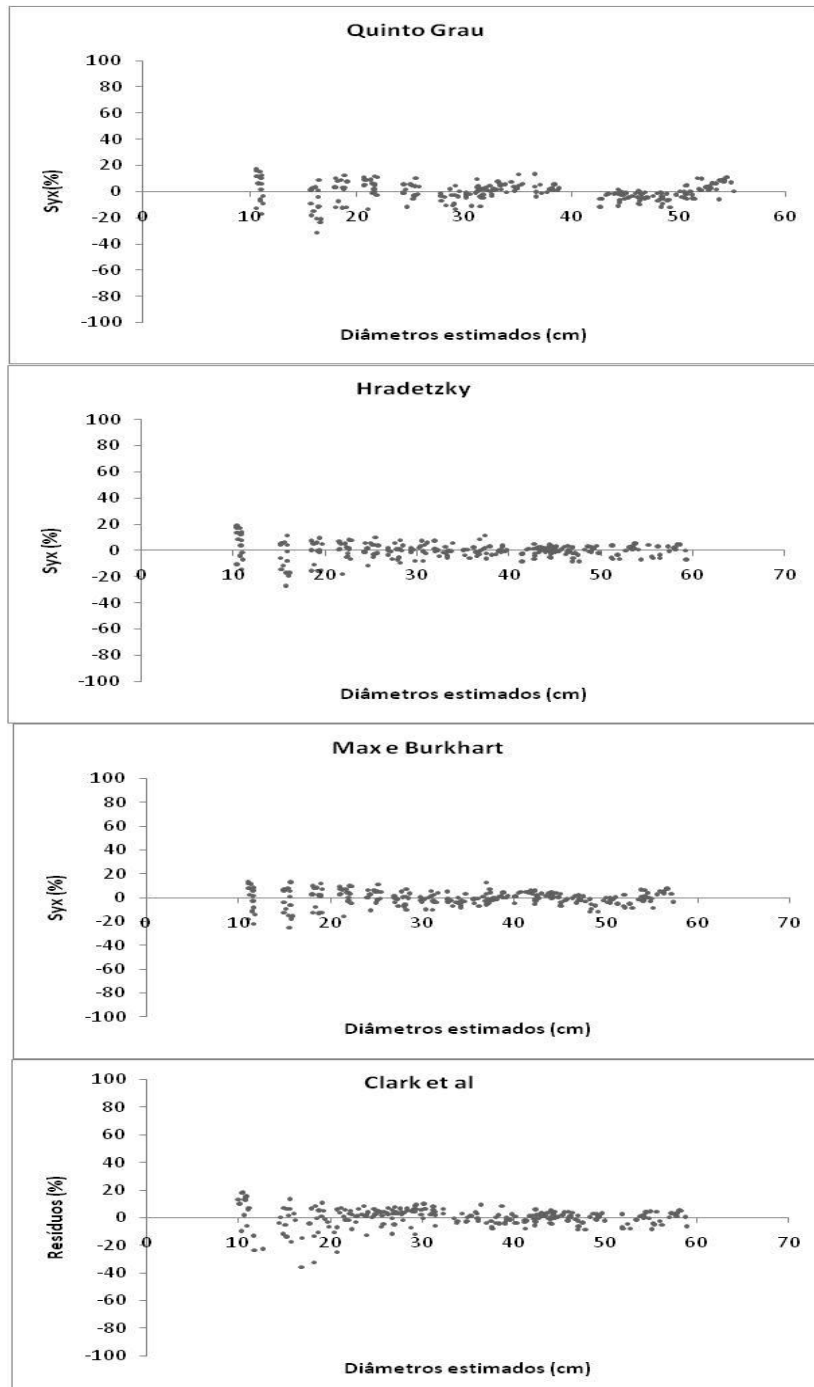 Quinto Grau
100
80
60
40
20
0
-20
-40
-60
-80
-100
Syx(%)
0 10 20 30 40 50 60
Diâmetros estimados (cm)
Hradetzky
100
80
60
40
20
0
-20
-40
-60
-80
-100
Syx (%)
0 10 20 30 40 50 60 70
Diâmetros estimados (cm)
Max e Burkhart
100
80
60
40
20
0
-20
-40
-60
-80
-100
Syx (%)
0 10 20 30 40 50 60 70
Diâmetros estimados (cm)
Clark et al
100
80
60
40
20
0
-20
-40
-60
-80
-100
Resíduos (%)
0 10 20 30 40 50 60 70
Diâmetros estimados (cm)